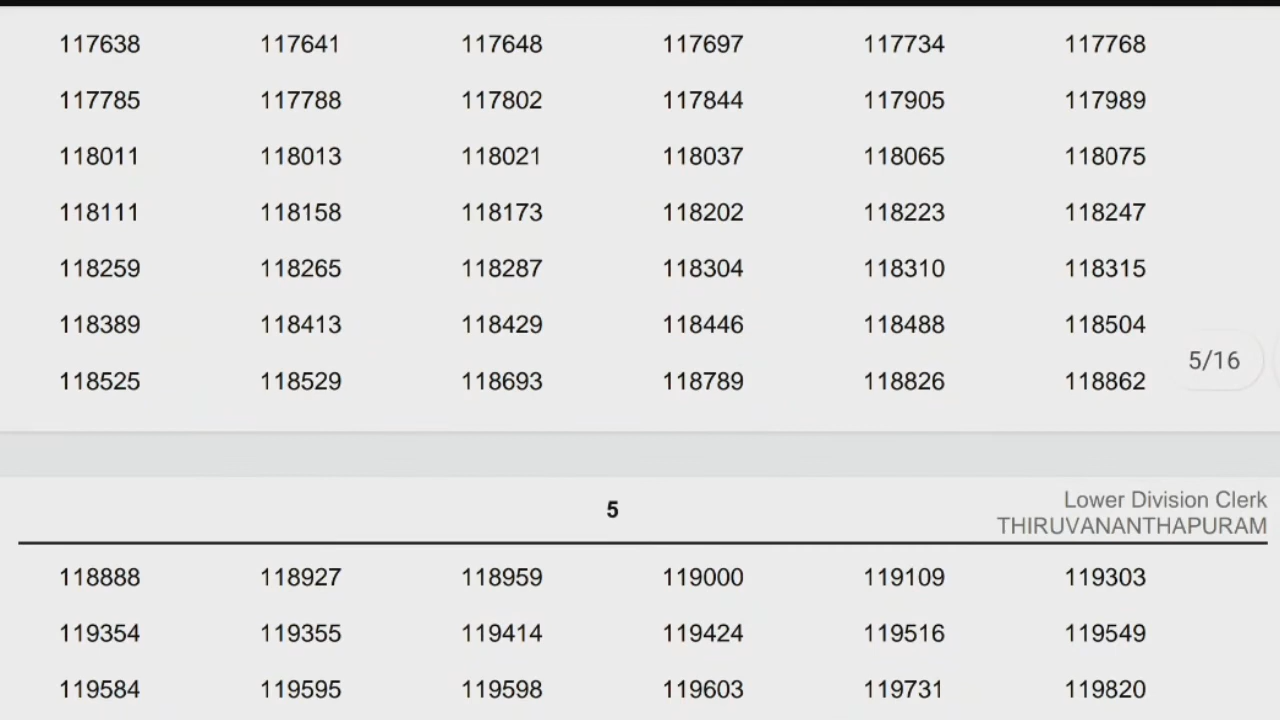 117638 117641 117648 117697 117734 117768
117785 117788 117802 117844 117905 117989
118011 118013 118021 118037 118065 118075
118111 118158 118173 118202 118223 118247
118259 118265 118287 118304 118310 118315
118389 118413 118429 118446 118488 118504
118525 118529 118693 118789 118826 118862
5/16
5
Lower Division Clerk
THIRUVANANTHAPURAM
118888 118927 118959 119000 119109 119303
119354 119355 119414 119424 119516 119549
119584 119595 119598 119603 119731 119820